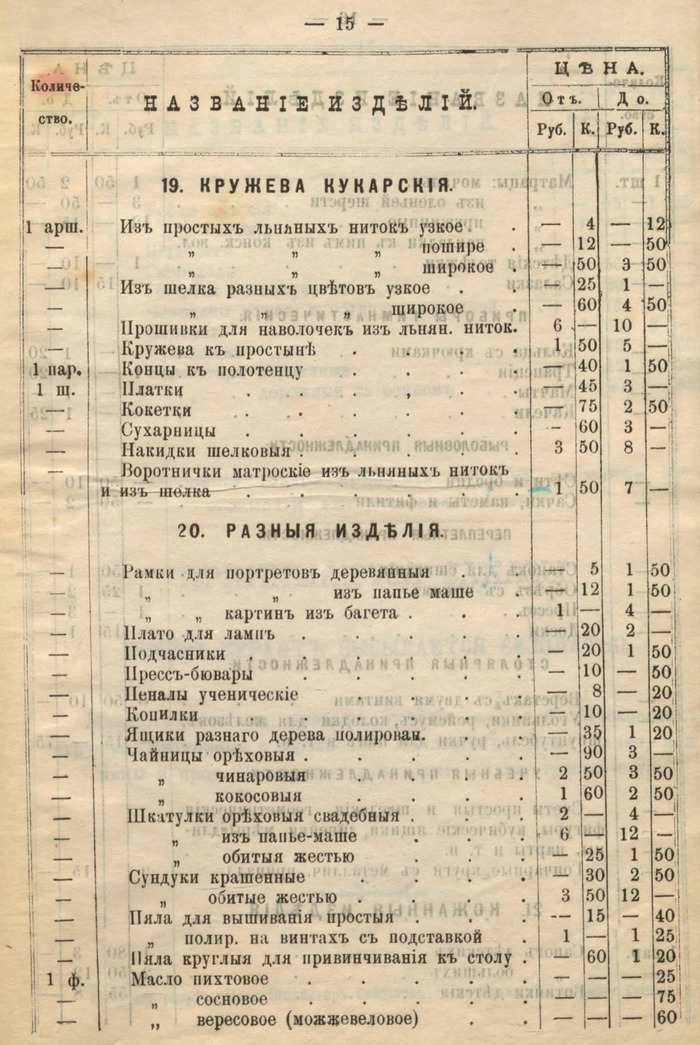 — 15 —
Количе-
ство.
НАЗВАНІЕ ИЗДѢЛІЙ.
ЦѢНА.
Отъ. До.
Руб. К. Руб. К.
19. КРУЖЕВА КУКАРСКІЯ.
1 арш. Изъ простыхъ льняныхъ нитокъ узкое . . — 4 — 12
— „ „ „ пошире . — 12 — 50
— „ „ „ широкое . — 50 3 50
— Изъ шелка разныхъ цвѣтовъ узкое . . — 25 1 —
— „ „ „ широкое . — 60 4 50
— Прошивки для наволочекъ изъ льнян. нитокъ. 6 — 10 —
— Кружева къ простынѣ . . . . 1 50 5 —
1 пар. Концы къ полотенцу . . . . — 40 1 50
1 щ. Платки . . . , . . — 45 3 —
— Кокетки . . . . . . — 75 2 50
— Сухарницы . . . . . - 60 3 —
— Накидки шелковыя . . . . . 3 50 8 —
— Воротнички матроскіе изъ льняныхъ нитокъ
и изъ шелка . . . . . . 1 50 7 —
20. РАЗНЫЯ ИЗДѢЛІЯ.
— Рамки для портретовъ деревянныя . . — 5 1 50
— „ „ изъ папье маше . — 12 1 50
— „ „ картинъ изъ багета . . . 1 — 4 —
— Плато для лампъ . . . . . — 20 2 —
— Подчасники . . . . . — 20 1 50
— Прессъ-бювары . . . . . — 10 — 50
— Пеналы ученическіе . . . . — 8 — 20
— Копилки . . . . . . — 10 — 20
— Ящики разнаго дерева полирован. . . — 35 1 20
— Чайницы орѣховыя . . . . . — 90 3 —
— „ чинаровыя . . . . 2 50 3 50
— „ кокосовыя . . . . 1 60 2 50
— Шкатулки орѣховыя свадебныя . . . 2 — 4 —
— „ изъ папье-маше . . . 6 — 12 —
— „ обитыя жестью . . . — 25 1 50
— Сундуки крашенные . . . . — 30 2 50
— „ обитые жестью . . . . 3 50 12 —
— Пяла для вышиванія простыя . . . -- 15 — 40
— „ полир. на винтахъ съ подставкой . 1 — 1 25
— Пяла круглыя для привинчиванія къ столу . — 60 1 20
1 ф. Масло пихтовое . . . . . — — — 25
— „ сосновое . . . . . — — — 75
— „ вересовое (можжевеловое) . . — — — 60